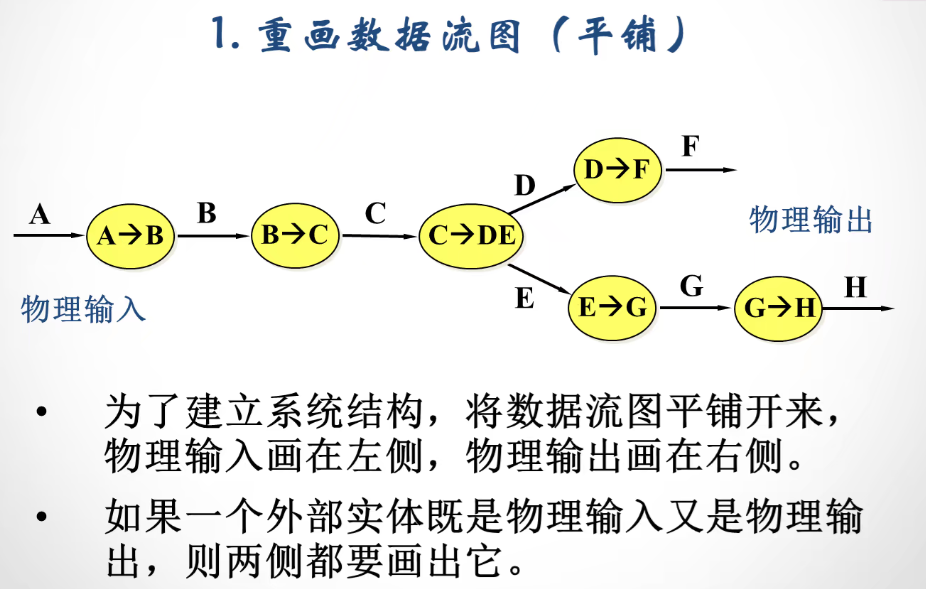 1. 重画数据流图（平铺）
A
A→B
B
B→C
C
C→DE
D
D→F
F
物理输出
物理输入
E
E→G
G
G→H
H
• 为了建立系统结构，将数据流图平铺开来，
物理输入画在左侧，物理输出画在右侧。
• 如果一个外部实体既是物理输入又是物理输
出，则两侧都要画出它。